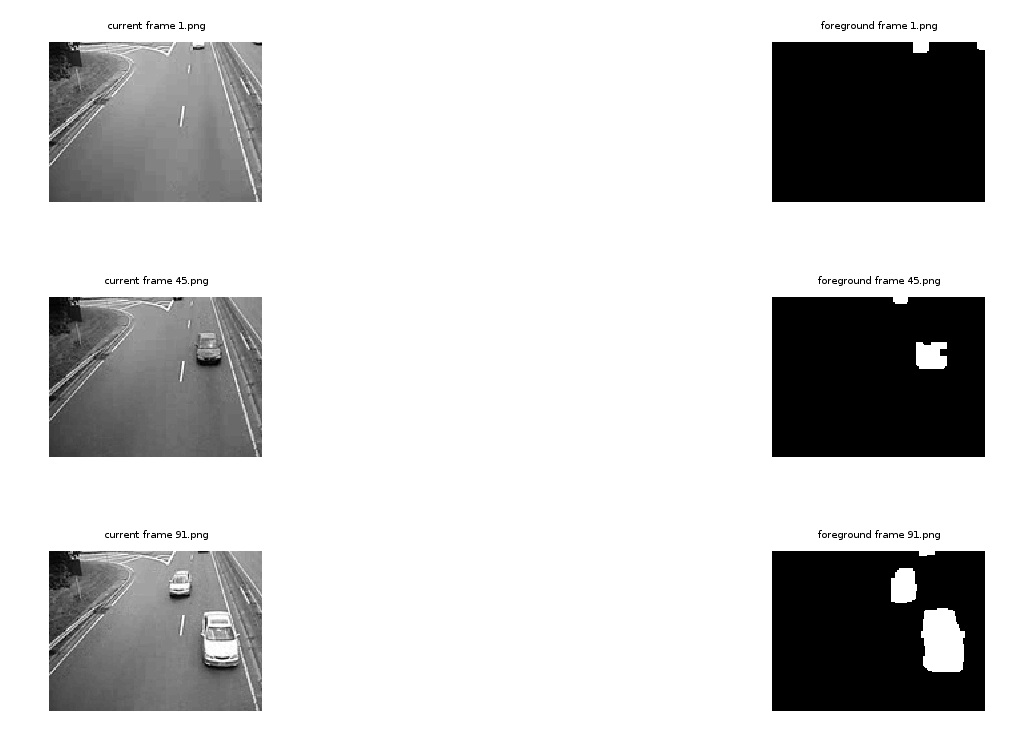 current frame 1.png
foreground frame 1.png
current frame 45.png
foreground frame 45.png
current frame 91.png
foreground frame 91.png